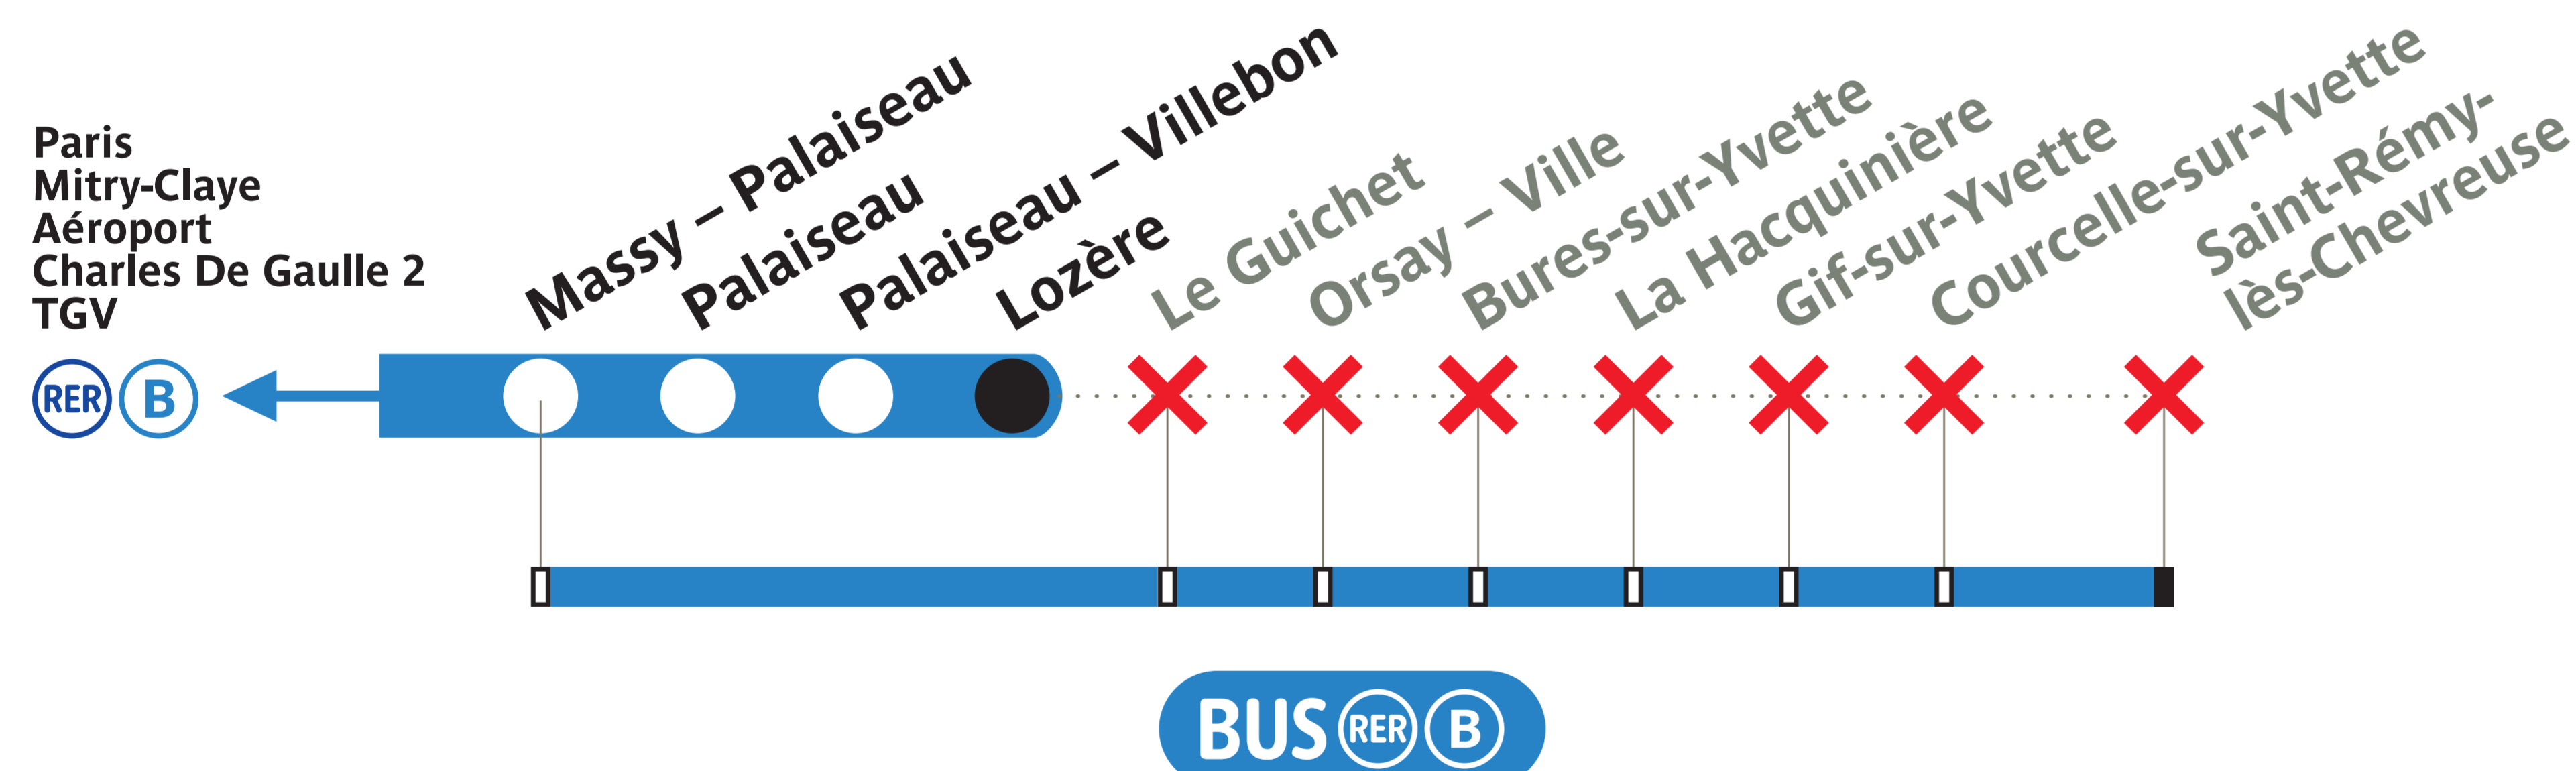 Paris
Mitry-Claye
Aéroport
Charles De Gaulle 2
TGV
RER B
Massy – Palaiseau
Palaiseau
Palaiseau – Villebon
Lozère
Le Guichet
Orsay – Ville
Bures-sur-Yvette
La Hacquinière
Gif-sur-Yvette
Courcelle-sur-Yvette
Saint-Rémy-
lès-Chevreuse
BUS RER B